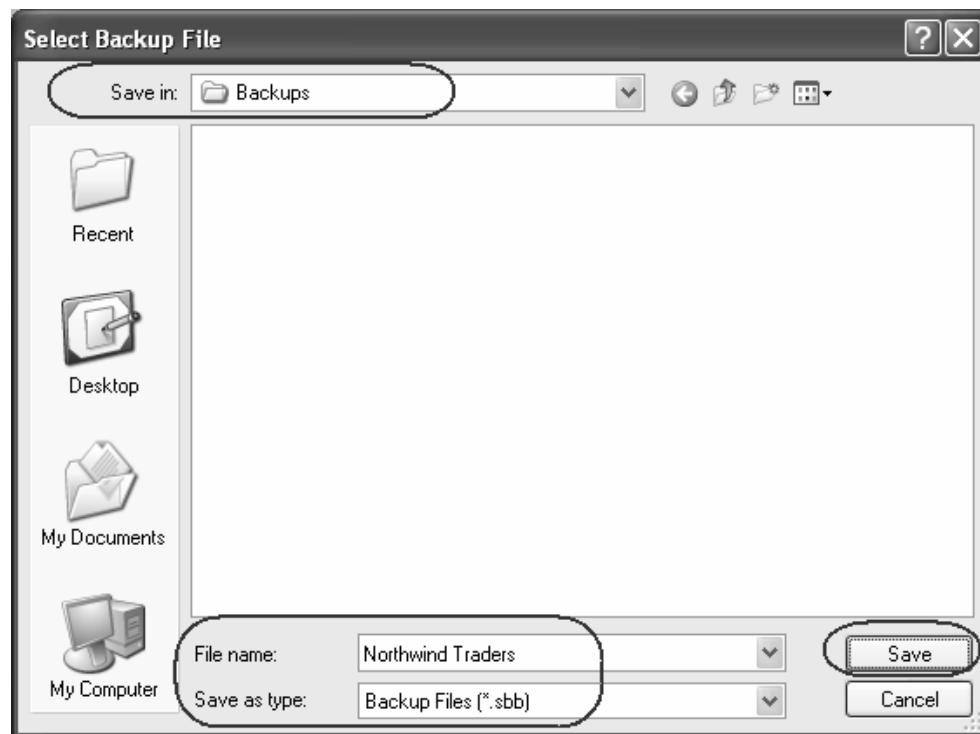 Select Backup File
Save in: Backups
Recent
Desktop
My Documents
My Computer
File name: Northwind Traders
Save as type: Backup Files (*.sbb)
Save
Cancel